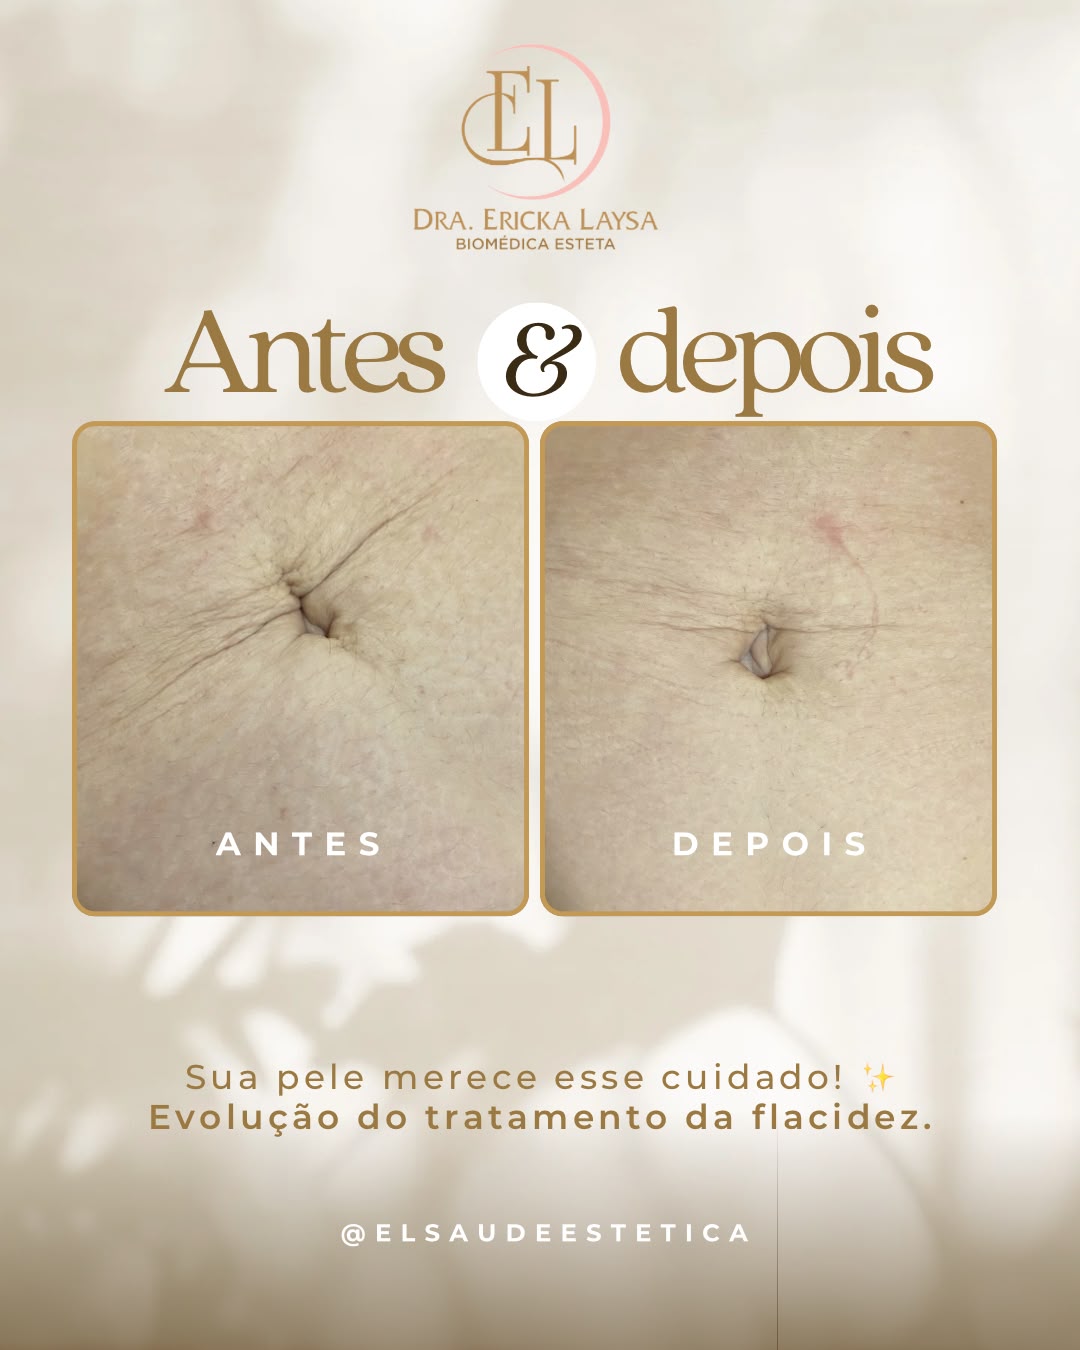 EL
DRA. ERICKA LAYSA
BIOMÉDICA ESTETA
Antes & depois
ANTES
DEPOIS
Sua pele merece esse cuidado! ✨
Evolução do tratamento da flacidez.
@ELSAUDEESTETICA